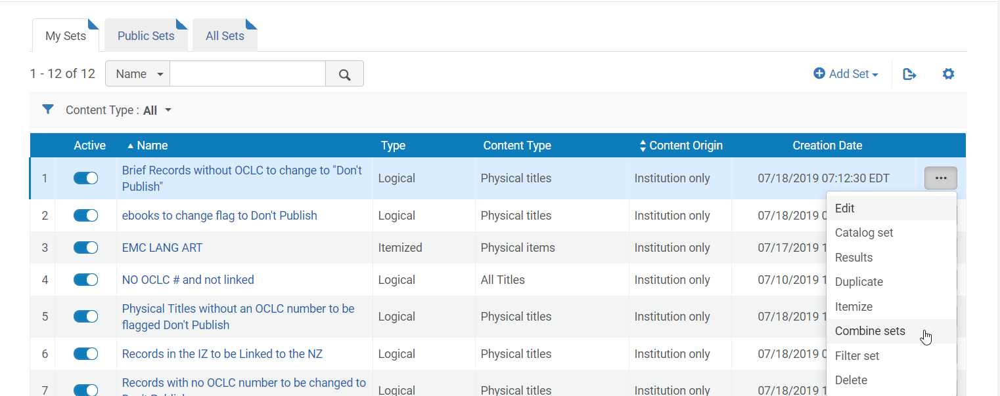 My Sets
Public Sets
All Sets
1 - 12 of 12
Name
Add Set
Content Type : All
Active Name Type Content Type Content Origin Creation Date
1 Brief Records without OCLC to change to "Don't Publish" Logical Physical titles Institution only 07/18/2019 07:12:30 EDT
2 ebooks to change flag to Don't Publish Logical Physical titles Institution only 07/18/2019 0
3 EMC LANG ART Itemized Physical items Institution only 07/17/2019 1
4 NO OCLC # and not linked Logical All Titles Institution only 07/10/2019 1
5 Physical Titles without an OCLC number to be flagged Don't Publish Logical Physical titles Institution only 07/18/2019 1
6 Records in the IZ to be Linked to the NZ Logical Physical titles Institution only 07/18/2019 0
7 Records with no OCLC number to be changed to Don't Publish Logical Physical titles Institution only 07/18/2019 1
Edit
Catalog set
Results
Duplicate
Itemize
Combine sets
Filter set
Delete